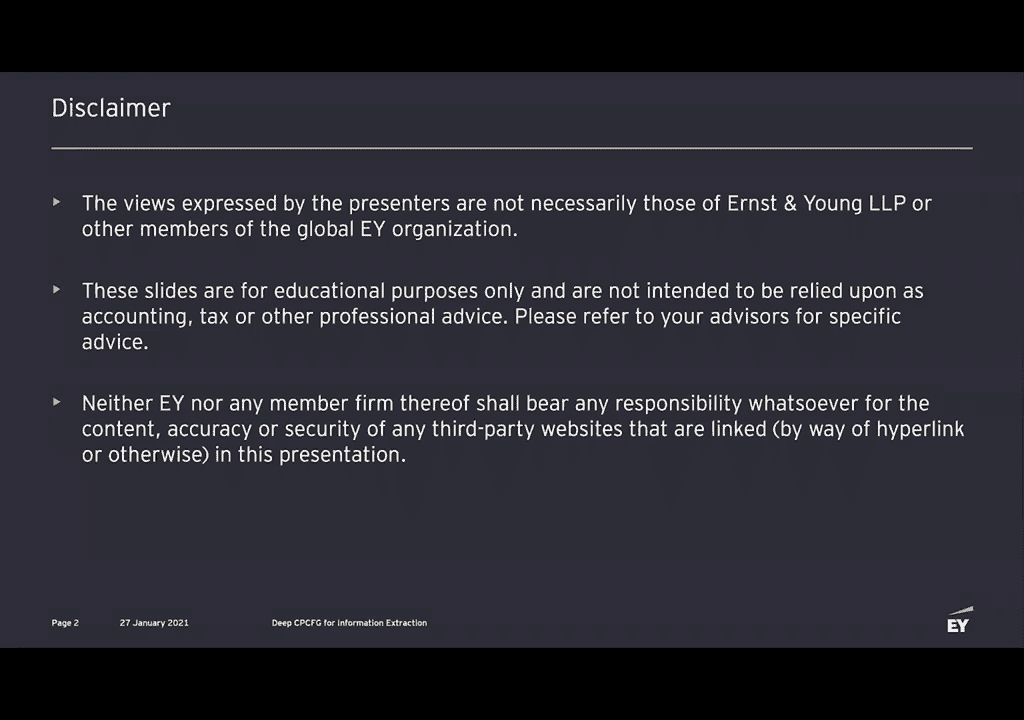 Disclaimer
The views expressed by the presenters are not necessarily those of Ernst & Young LLP or
other members of the global EY organization.
These slides are for educational purposes only and are not intended to be relied upon as
accounting, tax or other professional advice. Please refer to your advisors for specific
advice.
Neither EY nor any member firm thereof shall bear any responsibility whatsoever for the
content, accuracy or security of any third-party websites that are linked (by way of hyperlink
or otherwise) in this presentation.
Page 2 27 January 2021 Deep CPCFG for Information Extraction
EY